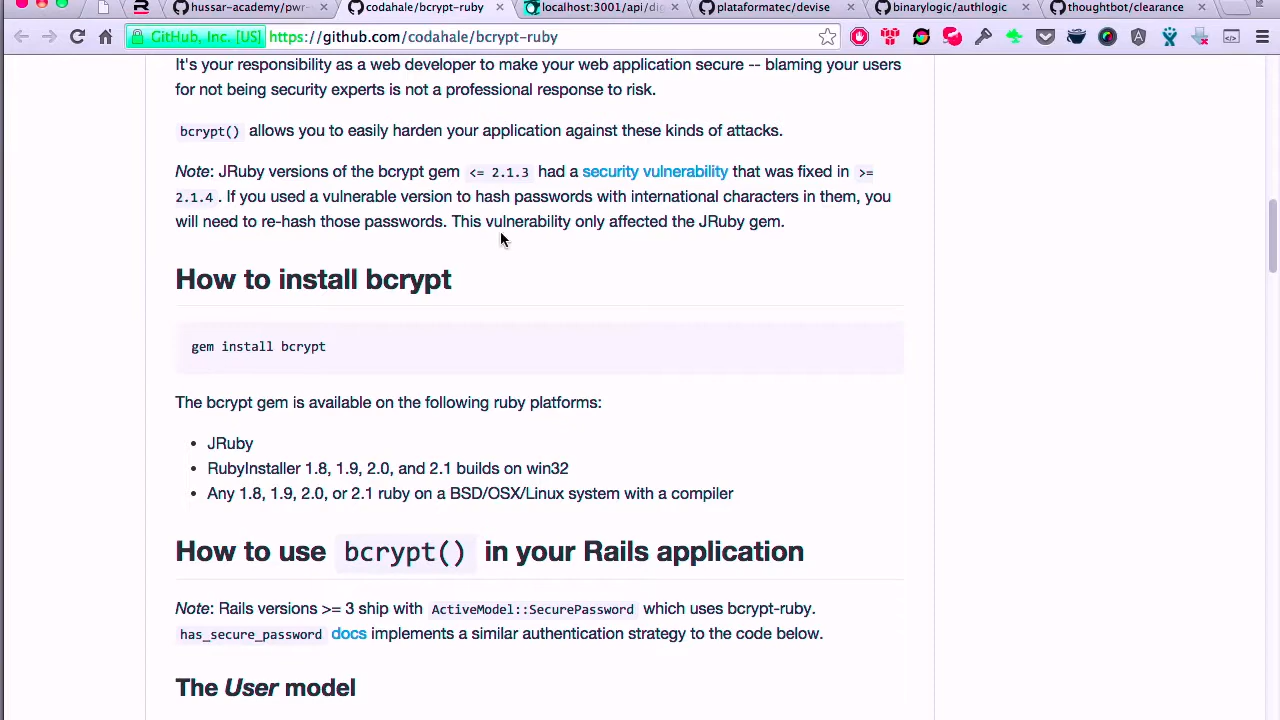 hussar-academy/pwr-
codahale/bcrypt-ruby
localhost:3001/api/dig
plataformatec/devise
binarylogic/authlogic
thoughtbot/clearance
GitHub, Inc. [US] https://github.com/codahale/bcrypt-ruby
It's your responsibility as a web developer to make your web application secure -- blaming your users
for not being security experts is not a professional response to risk.
bcrypt() allows you to easily harden your application against these kinds of attacks.
Note: JRuby versions of the bcrypt gem <= 2.1.3 had a security vulnerability that was fixed in >=
2.1.4 . If you used a vulnerable version to hash passwords with international characters in them, you
will need to re-hash those passwords. This vulnerability only affected the JRuby gem.
How to install bcrypt
gem install bcrypt
The bcrypt gem is available on the following ruby platforms:
• JRuby
• RubyInstaller 1.8, 1.9, 2.0, and 2.1 builds on win32
• Any 1.8, 1.9, 2.0, or 2.1 ruby on a BSD/OSX/Linux system with a compiler
How to use bcrypt() in your Rails application
Note: Rails versions >= 3 ship with ActiveModel::SecurePassword which uses bcrypt-ruby.
has_secure_password docs implements a similar authentication strategy to the code below.
The User model